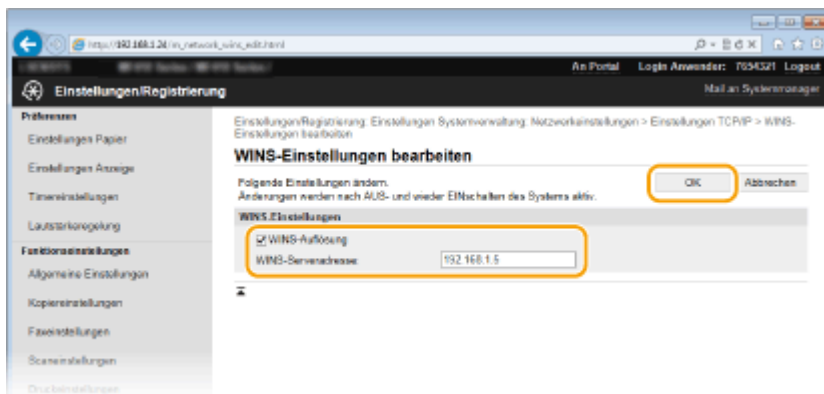 http://192.168.1.24/m_network_wins_edit.html
An Portal Login Anwender: 7654321 Logout
Einstellungen/Registrierung
Mail an Systemmanager
Präferenzen
Einstellungen Papier
Einstellungen Anzeige
Timereinstellungen
Lautstärkeregelung
Funktionseinstellungen
Allgemeine Einstellungen
Kopiereinstellungen
Faxeinstellungen
Scaneinstellungen
Druckeinstellungen
Einstellungen/Registrierung: Einstellungen Systemverwaltung: Netzwerkeinstellungen > Einstellungen TCP/IP > WINS-
Einstellungen bearbeiten
WINS-Einstellungen bearbeiten
Folgende Einstellungen ändern.
Änderungen werden nach AUS- und wieder EINschalten des Systems aktiv.
OK Abbrechen
WINS-Einstellungen
WINS-Auflösung
WINS-Serveradresse: 192.168.1.5